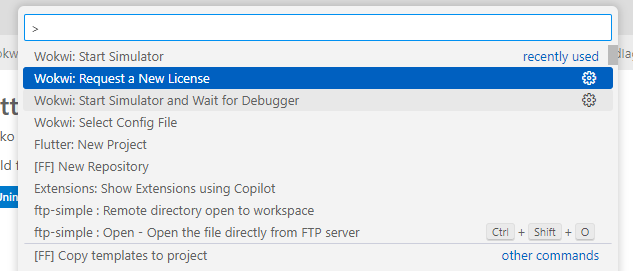 >
Wokwi: Start Simulator recently used
Wokwi: Request a New License
Wokwi: Start Simulator and Wait for Debugger
Wokwi: Select Config File
Flutter: New Project
[FF] New Repository
Extensions: Show Extensions using Copilot
ftp-simple : Remote directory open to workspace
ftp-simple : Open - Open the file directly from FTP server Ctrl + Shift + O
[FF] Copy templates to project other commands